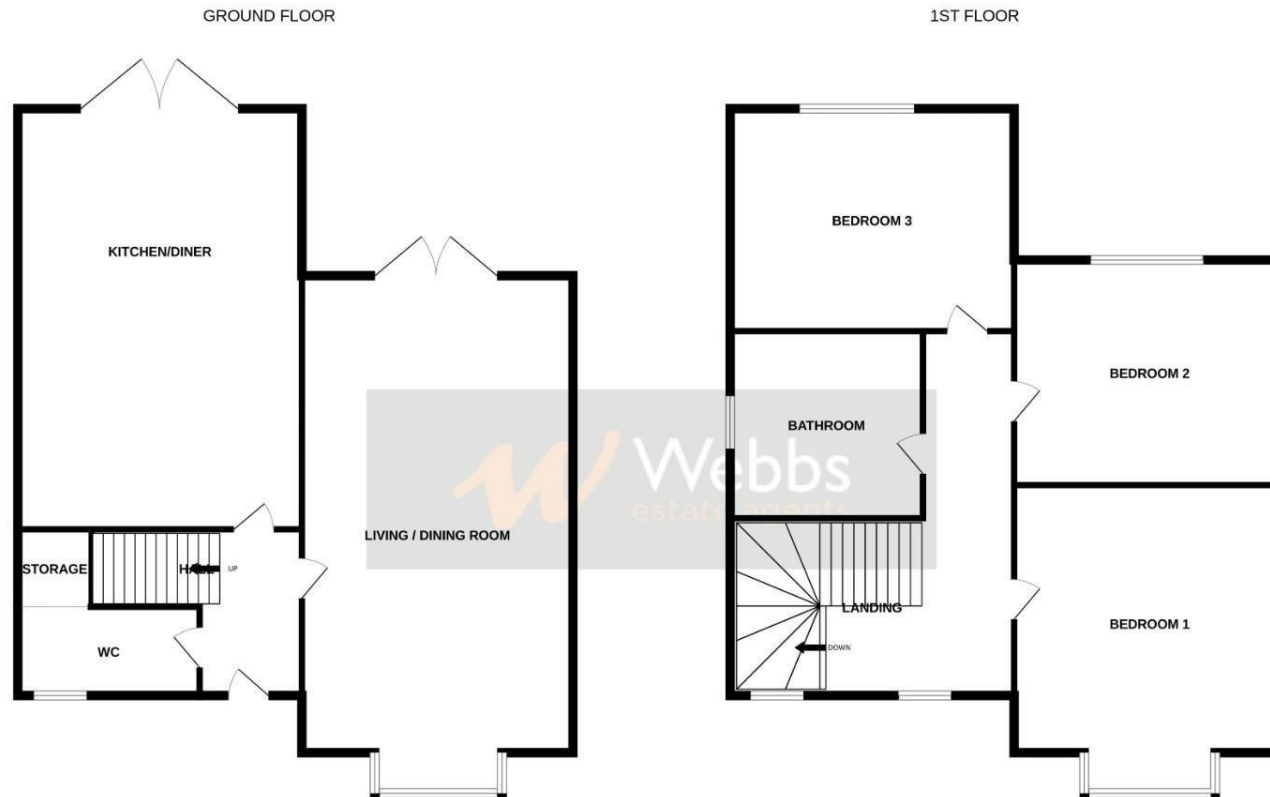 GROUND FLOOR
1ST FLOOR
KITCHEN/DINER
LIVING / DINING ROOM
STORAGE
HALL
UP
WC
BEDROOM 3
BEDROOM 2
BATHROOM
LANDING
DOWN
BEDROOM 1
Webbs
estate agents